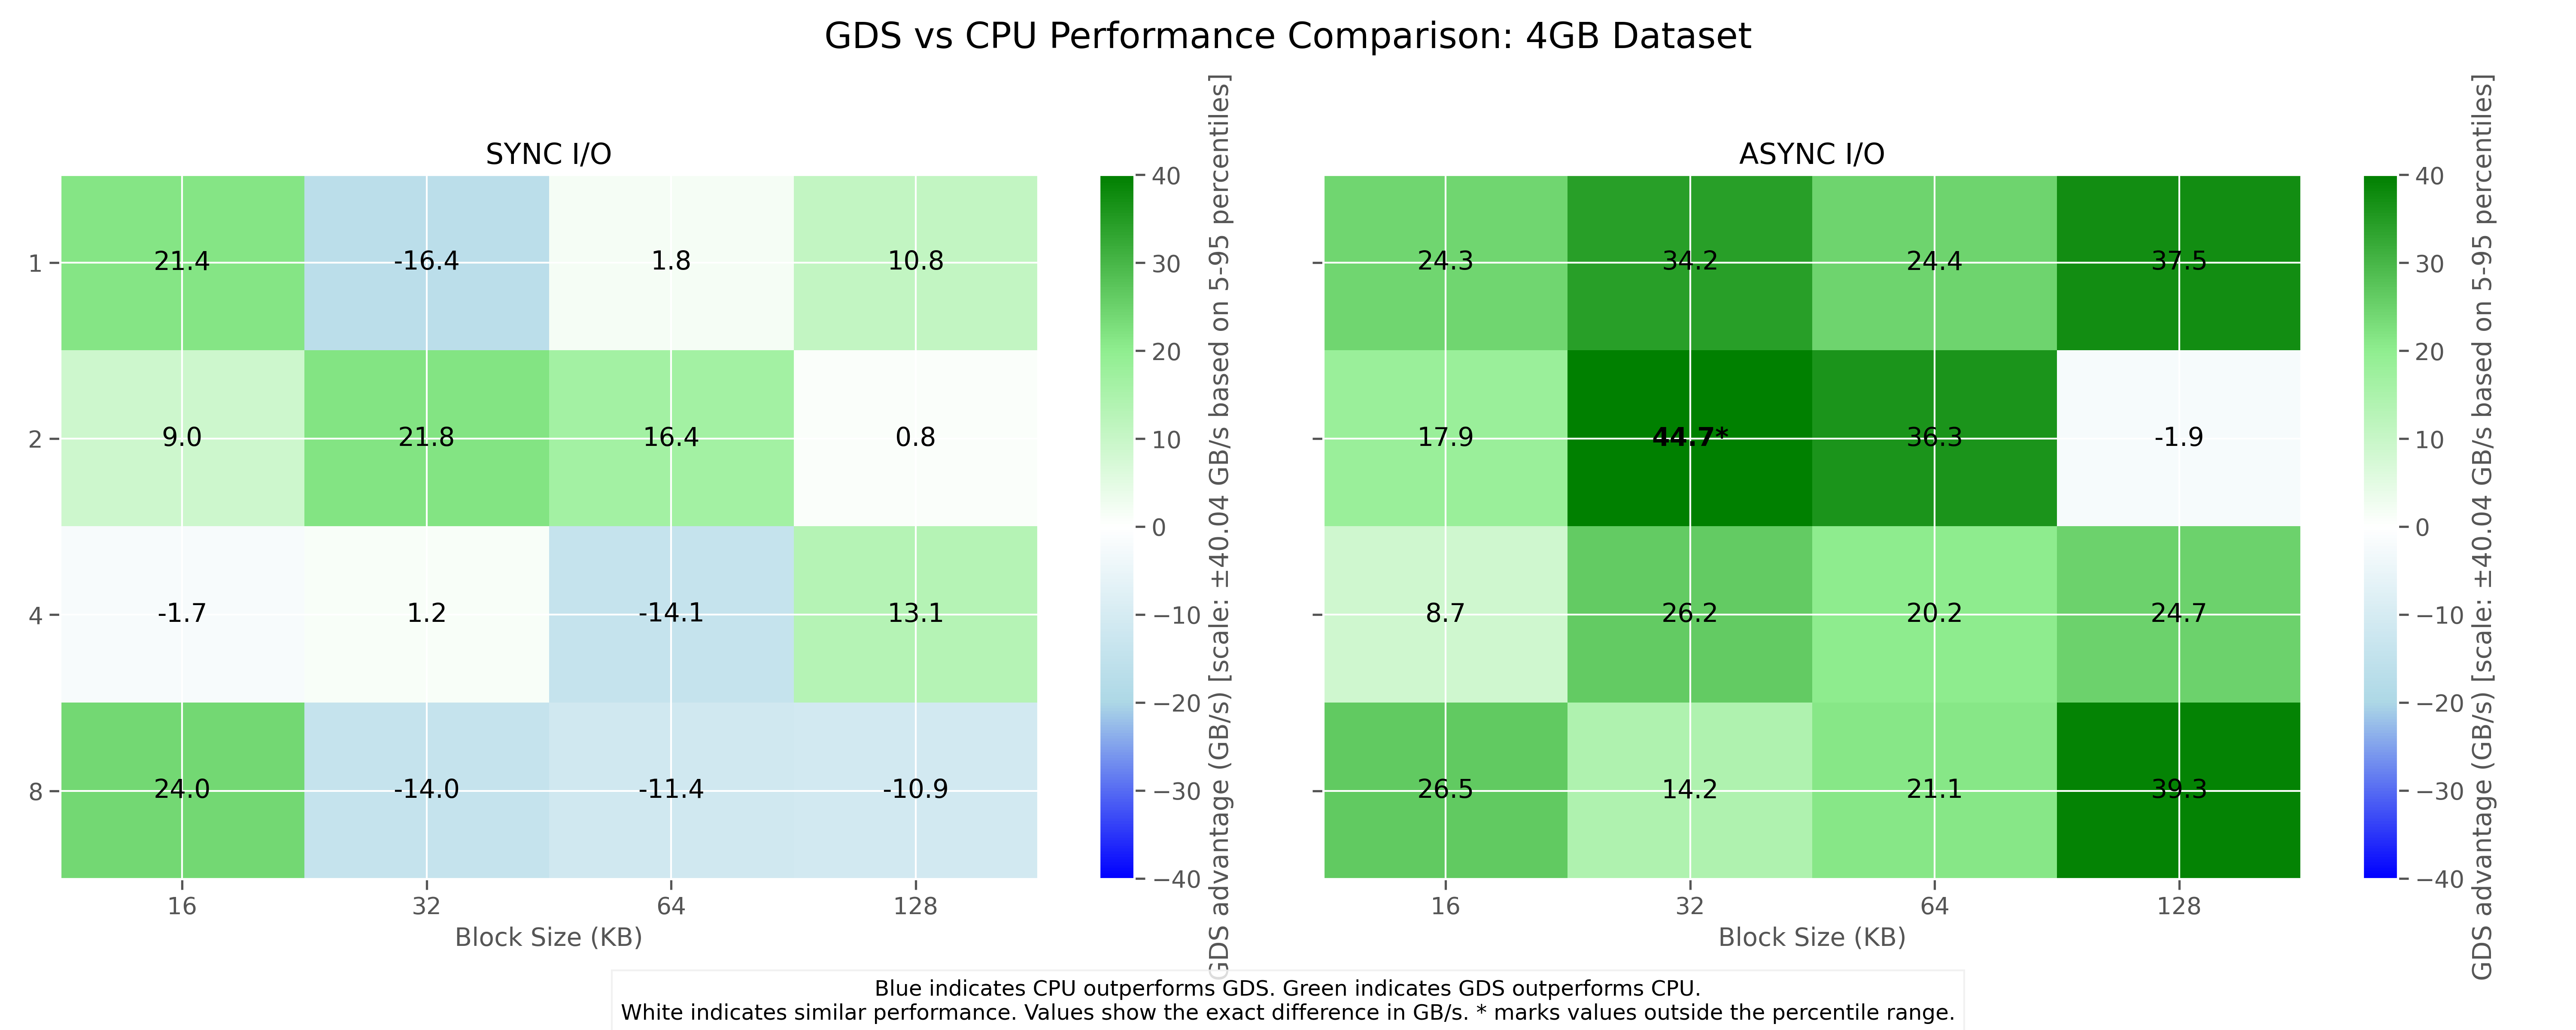 GDS vs CPU Performance Comparison: 4GB Dataset
SYNC I/O
1
2
4
8
21.4 -16.4 1.8 10.8
9.0 21.8 16.4 0.8
-1.7 1.2 -14.1 13.1
24.0 -14.0 -11.4 -10.9
16 32 64 128
Block Size (KB)
40
30
20
10
0
−10
−20
−30
−40
GDS advantage (GB/s) [scale: ±40.04 GB/s based on 5-95 percentiles]
ASYNC I/O
24.3 34.2 24.4 37.5
17.9 44.7* 36.3 -1.9
8.7 26.2 20.2 24.7
26.5 14.2 21.1 39.3
16 32 64 128
Block Size (KB)
40
30
20
10
0
−10
−20
−30
−40
GDS advantage (GB/s) [scale: ±40.04 GB/s based on 5-95 percentiles]
Blue indicates CPU outperforms GDS. Green indicates GDS outperforms CPU.
White indicates similar performance. Values show the exact difference in GB/s. * marks values outside the percentile range.